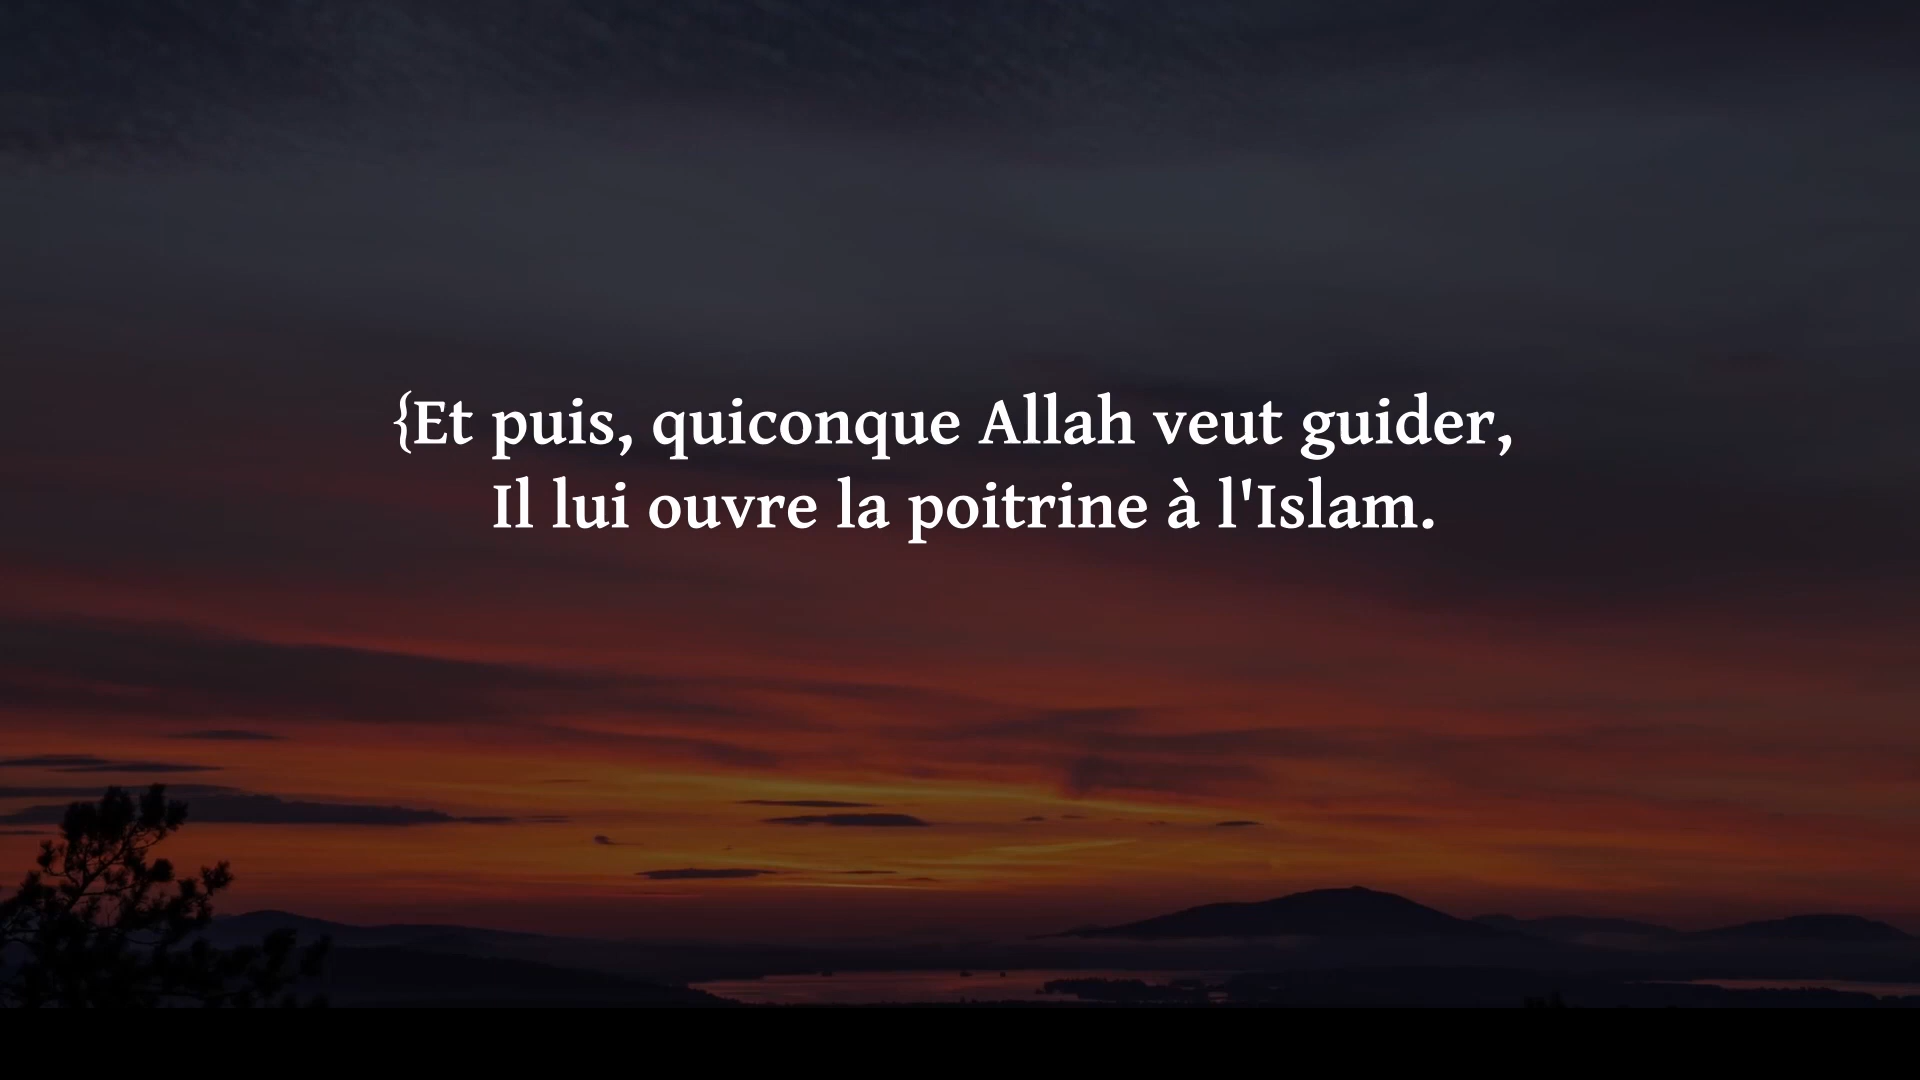 {Et puis, quiconque Allah veut guider,
Il lui ouvre la poitrine à l'Islam.